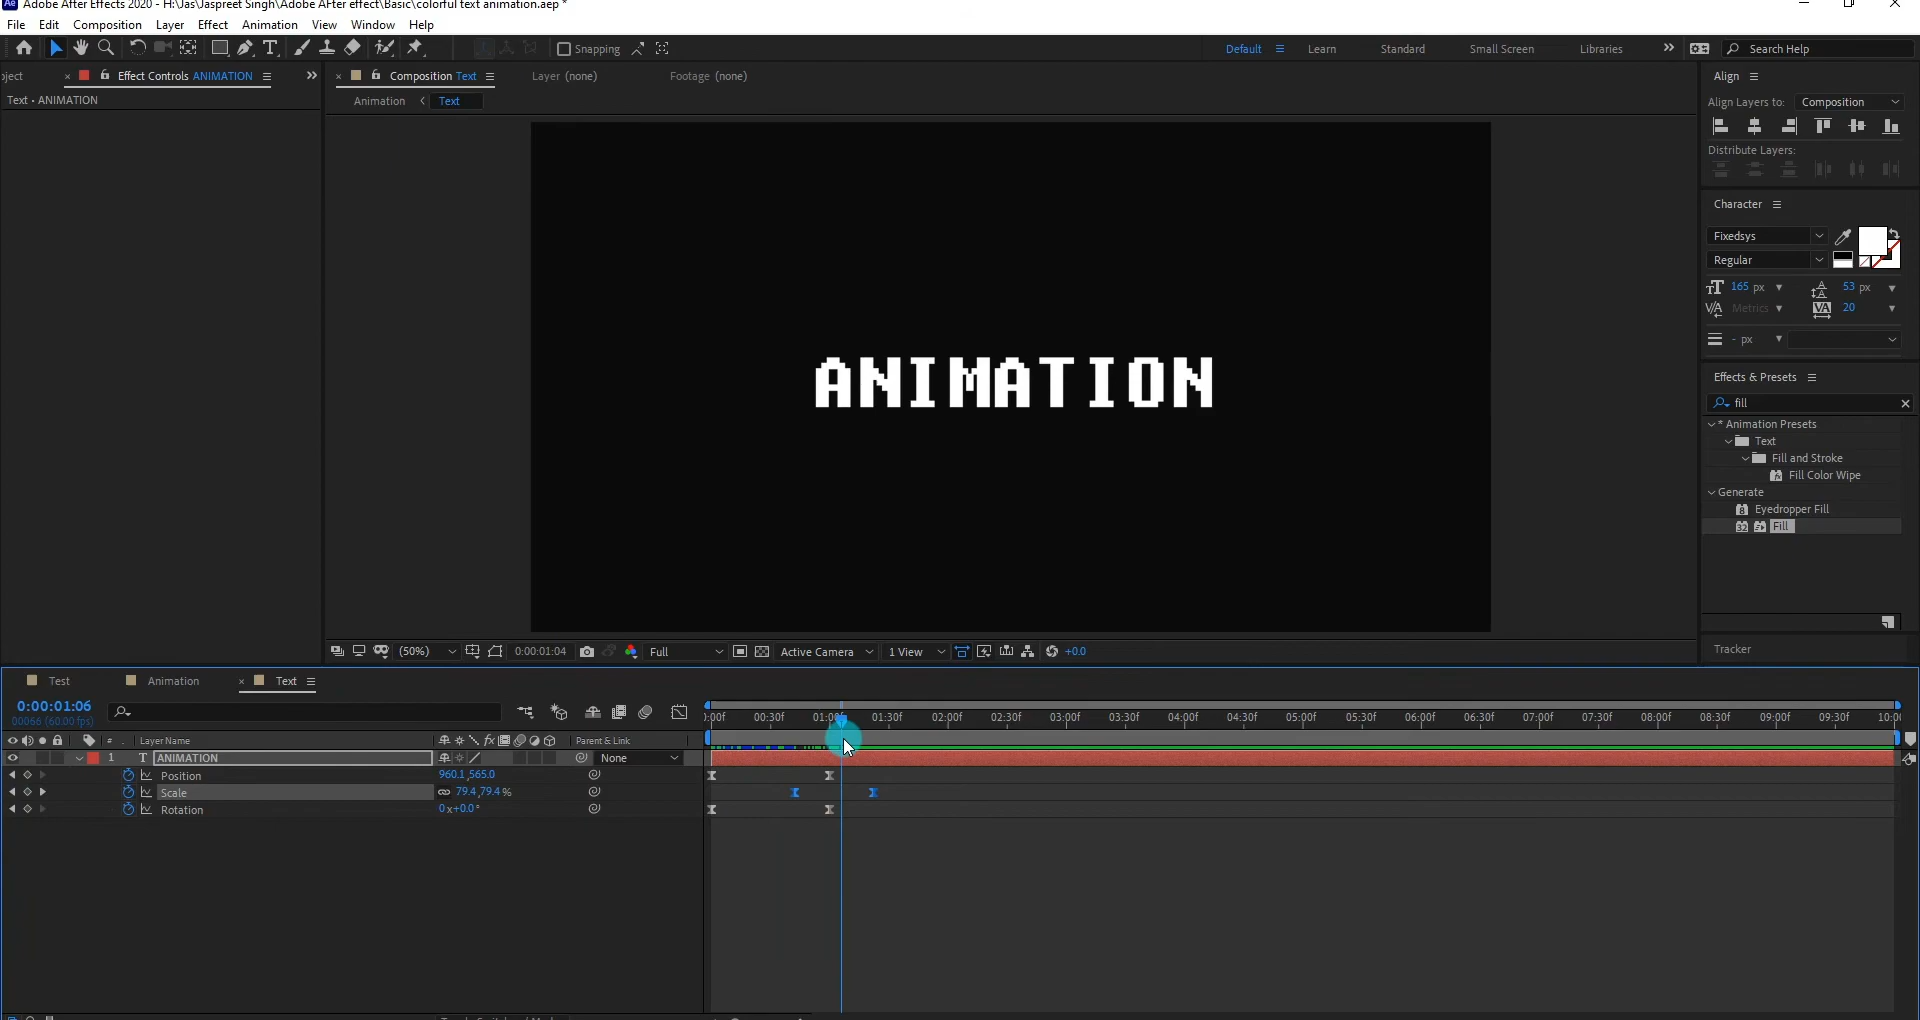 Adobe After Effects 2020 - H:\Jas\Jaspreet Singh\Adobe AFter effect\Basic\colorful text animation.aep *
File Edit Composition Layer Effect Animation View Window Help
Snapping
Default Learn Standard Small Screen Libraries Search Help
ject Effect Controls ANIMATION Composition Text Layer (none) Footage (none) Align
Text • ANIMATION
Animation Text
Align Layers to: Composition
Distribute Layers:
Character
Fixedsys
Regular
165 px 53 px
Metrics 20
- px
Effects & Presets
fill
* Animation Presets
Text
Fill and Stroke
Fill Color Wipe
Generate
Eyedropper Fill
Fill
ANIMATION
(50%) 0:00:01:04 Full Active Camera 1 View +0.0
Tracker
Test Animation Text
0:00:01:06
00066 (60.00 fps)
):00f 00:30f 01:00f 01:30f 02:00f 02:30f 03:00f 03:30f 04:00f 04:30f 05:00f 05:30f 06:00f 06:30f 07:00f 07:30f 08:00f 08:30f 09:00f 09:30f 10:0(
# . Layer Name fx Parent & Link
1 T ANIMATION None
Position 960.1,565.0
Scale 79.4,79.4 %
Rotation 0x+0.0°